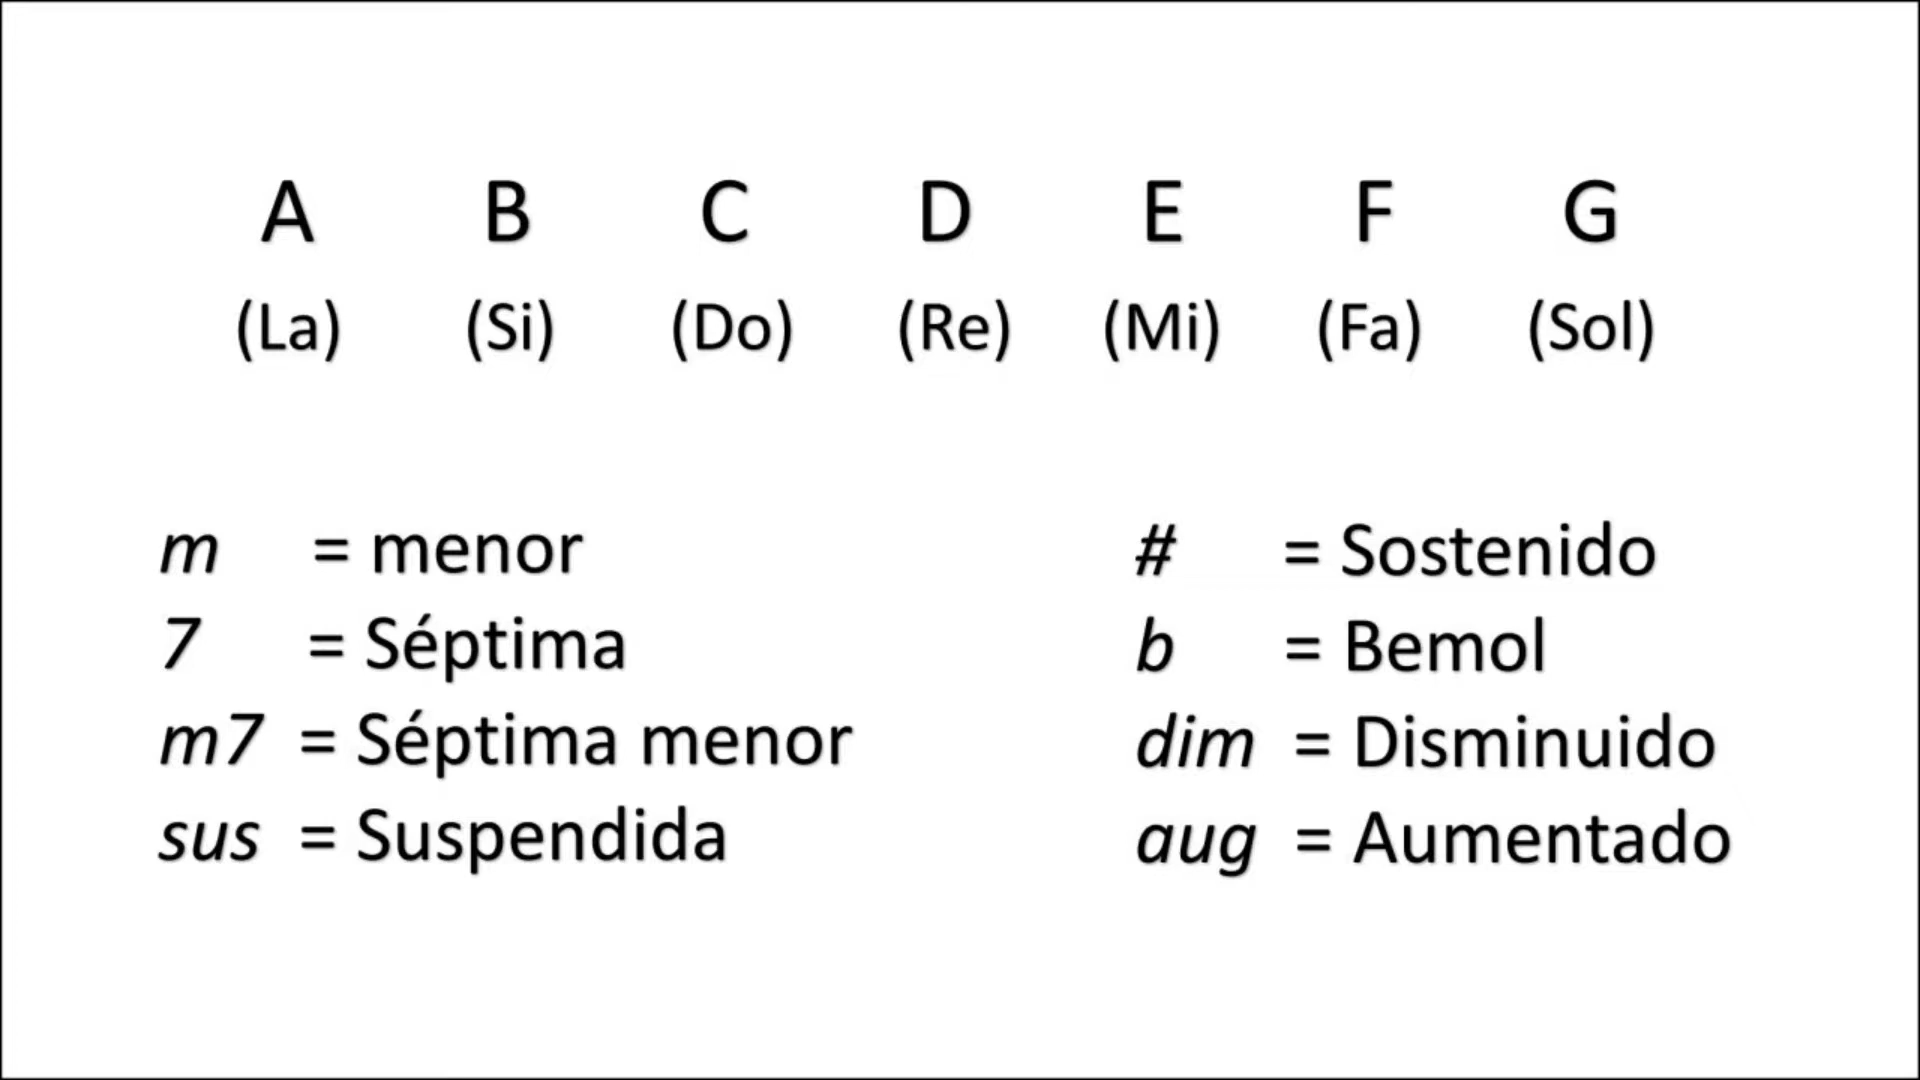 A B C D E F G
(La) (Si) (Do) (Re) (Mi) (Fa) (Sol)
m = menor
7 = Séptima
m7 = Séptima menor
sus = Suspendida
# = Sostenido
b = Bemol
dim = Disminuido
aug = Aumentado